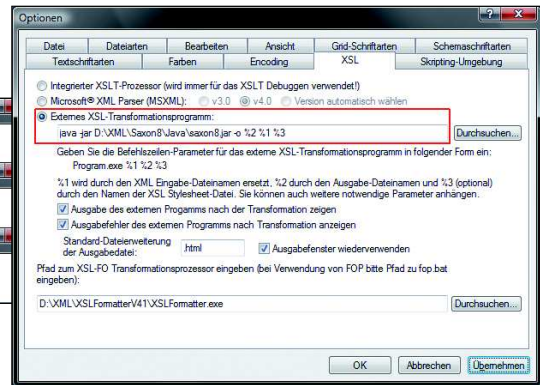 Optionen
Datei Dateiarten Bearbeiten Ansicht Grid-Schriftarten Schemaschriftarten
Textschriftarten Farben Encoding XSL Skripting-Umgebung
Integrierter XSLT-Prozessor (wird immer für das XSLT Debuggen verwendet!)
Microsoft® XML Parser (MSXML): v3.0 v4.0 Version automatisch wählen
Externes XSL-Transformationsprogramm:
java -jar D:\XML\Saxon8\Java\saxon8.jar -o %2 %1 %3 Durchsuchen...
Geben Sie die Befehlszeilen-Parameter für das externe XSL-Transformationsprogramm in folgender Form ein:
Program.exe %1 %2 %3
%1 wird durch den XML Eingabe-Dateinamen ersetzt, %2 durch den Ausgabe-Dateinamen und %3 (optional)
durch den Namen der XSL Stylesheet-Datei. Sie können auch weitere notwendige Parameter anhängen.
Ausgabe des externen Progamms nach der Transformation zeigen
Ausgabefehler des externen Programms nach Transformation anzeigen
Standard-Dateierweiterung
der Ausgabedatei: .html Ausgabefenster wiederverwenden
Pfad zum XSL-FO Transformationsprozessor eingeben (bei Verwendung von FOP bitte Pfad zu fop.bat
eingeben):
D:\XML\XSLFormatterV41\XSLFormatter.exe Durchsuchen...
OK Abbrechen Übernehmen